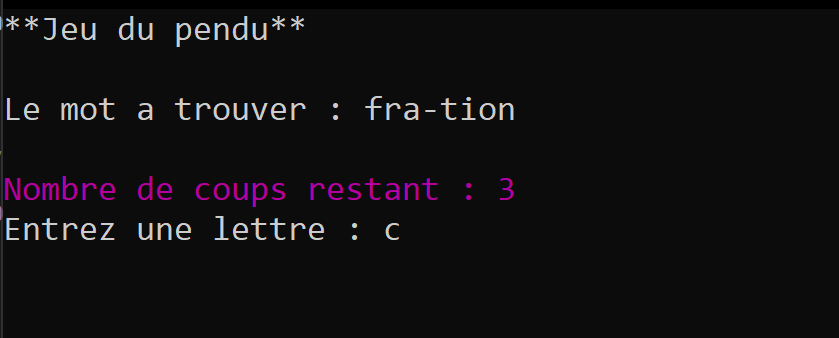 **Jeu du pendu**
Le mot a trouver : fra-tion
Nombre de coups restant : 3
Entrez une lettre : c